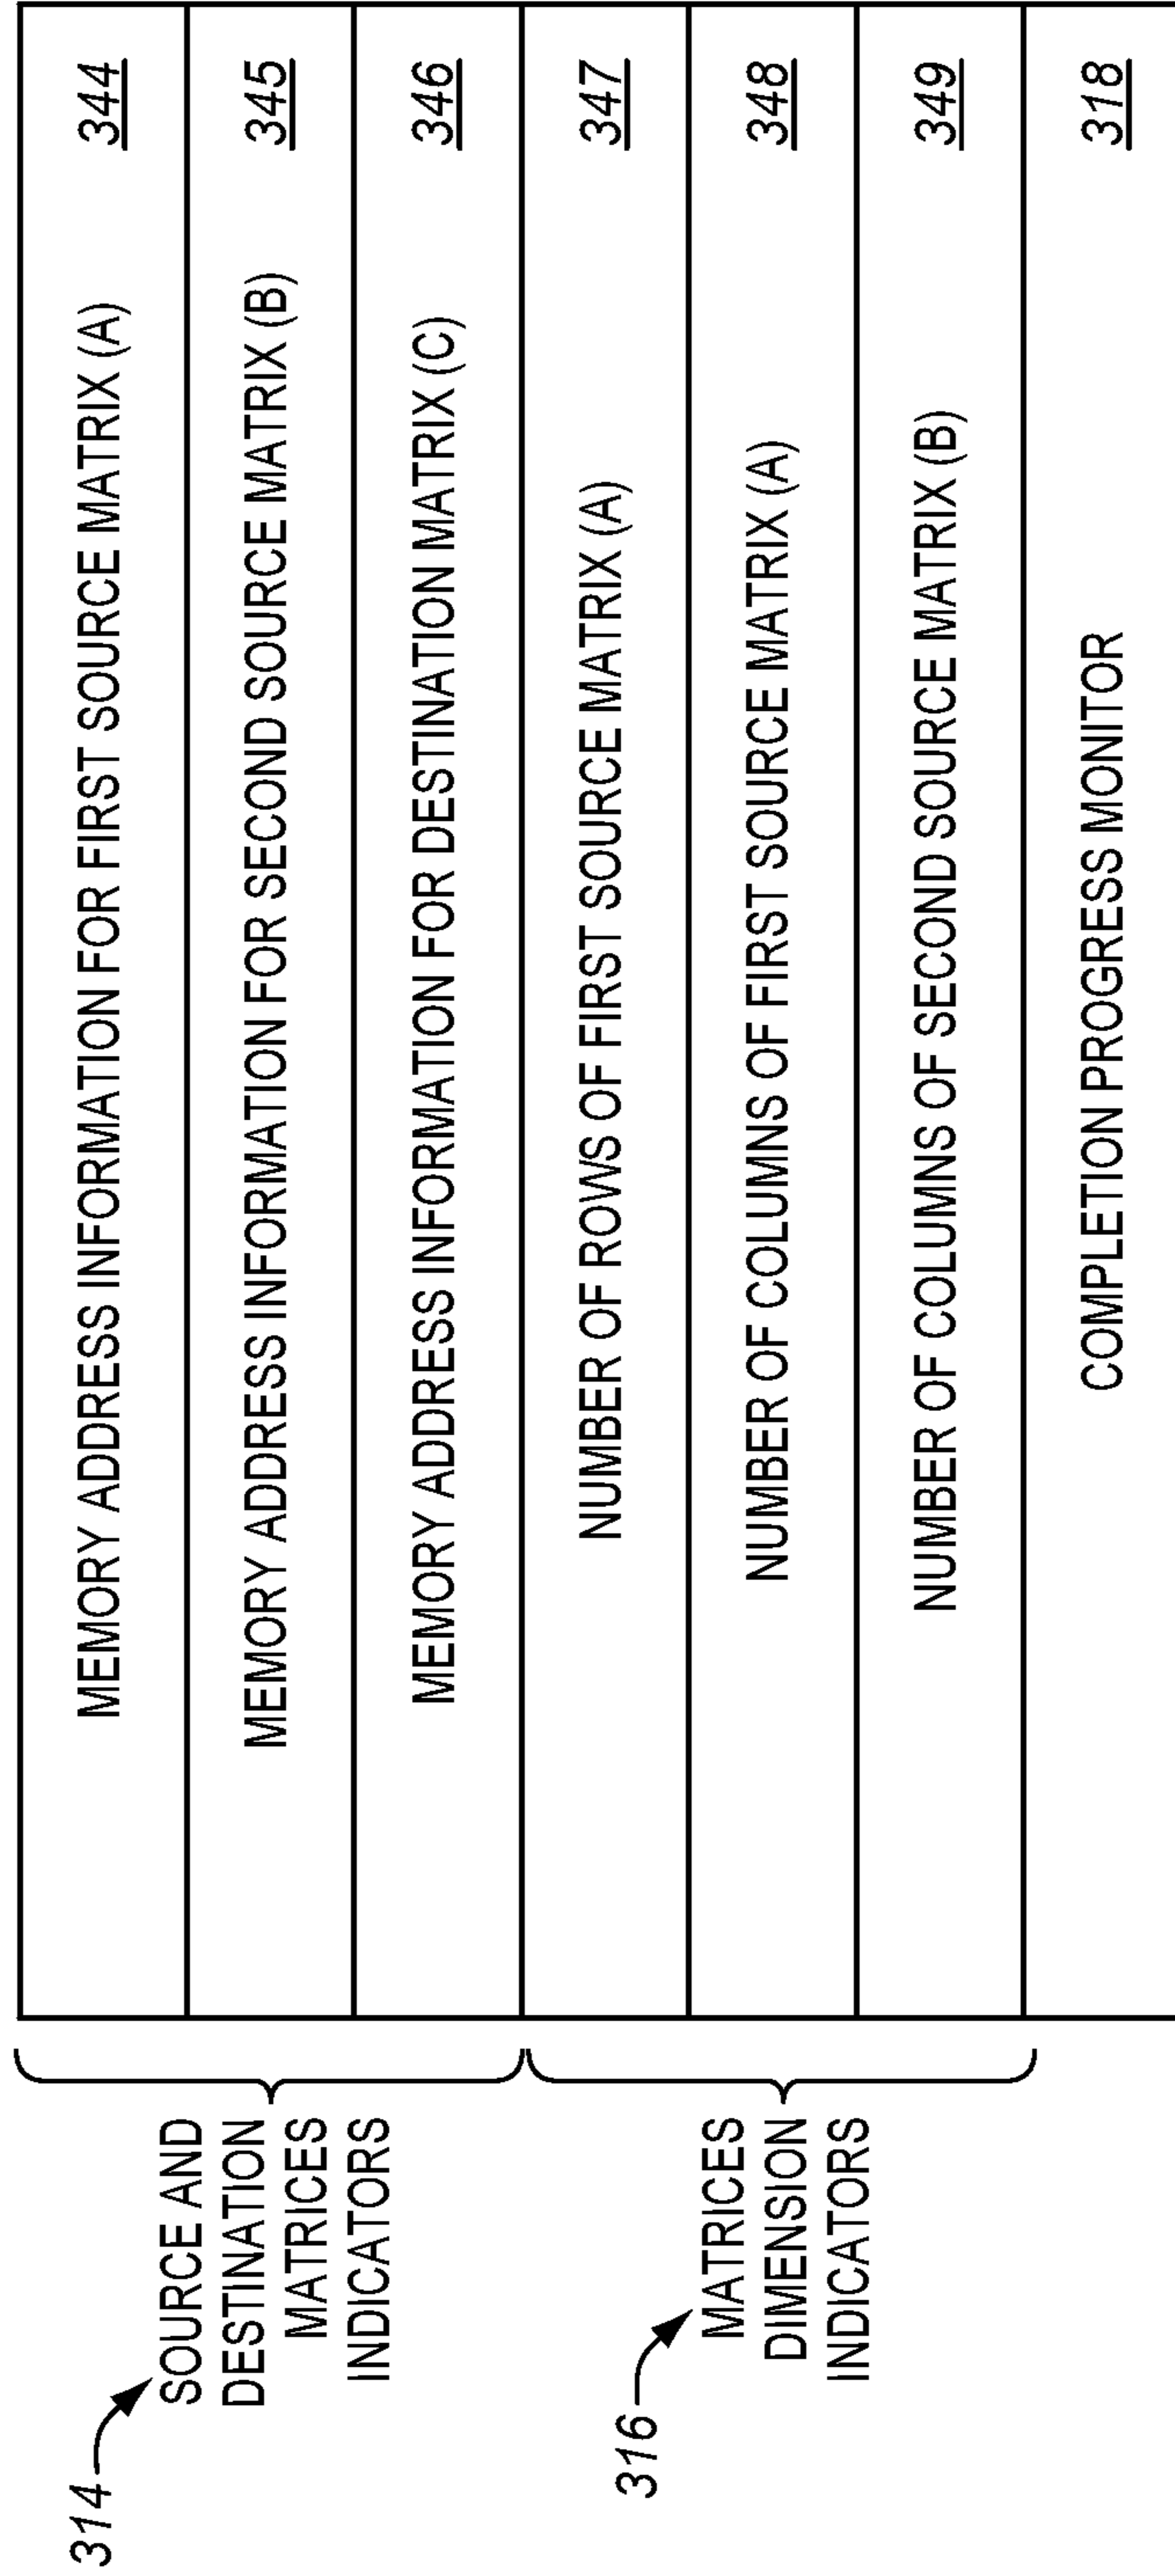 314
SOURCE AND
DESTINATION
MATRICES
INDICATORS
MEMORY ADDRESS INFORMATION FOR FIRST SOURCE MATRIX (A) 344
MEMORY ADDRESS INFORMATION FOR SECOND SOURCE MATRIX (B) 345
MEMORY ADDRESS INFORMATION FOR DESTINATION MATRIX (C) 346
316
MATRICES
DIMENSION
INDICATORS
NUMBER OF ROWS OF FIRST SOURCE MATRIX (A) 347
NUMBER OF COLUMNS OF FIRST SOURCE MATRIX (A) 348
NUMBER OF COLUMNS OF SECOND SOURCE MATRIX (B) 349
COMPLETION PROGRESS MONITOR 318